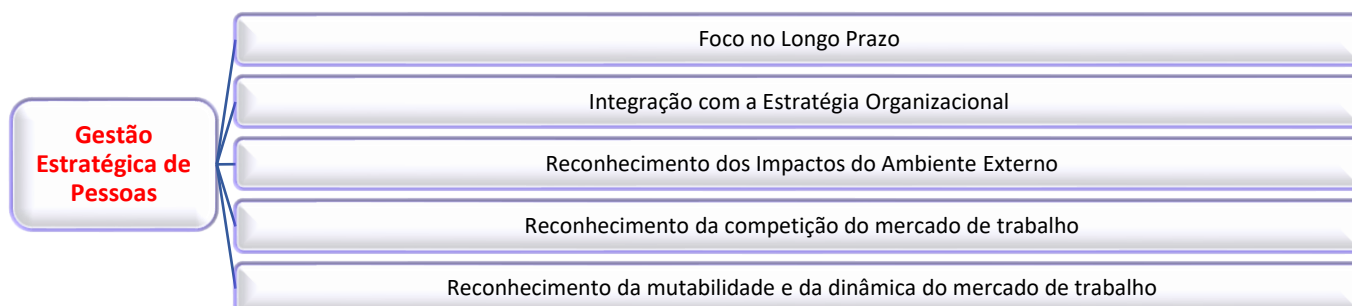 Gestão
Estratégica de
Pessoas
Foco no Longo Prazo
Integração com a Estratégia Organizacional
Reconhecimento dos Impactos do Ambiente Externo
Reconhecimento da competição do mercado de trabalho
Reconhecimento da mutabilidade e da dinâmica do mercado de trabalho